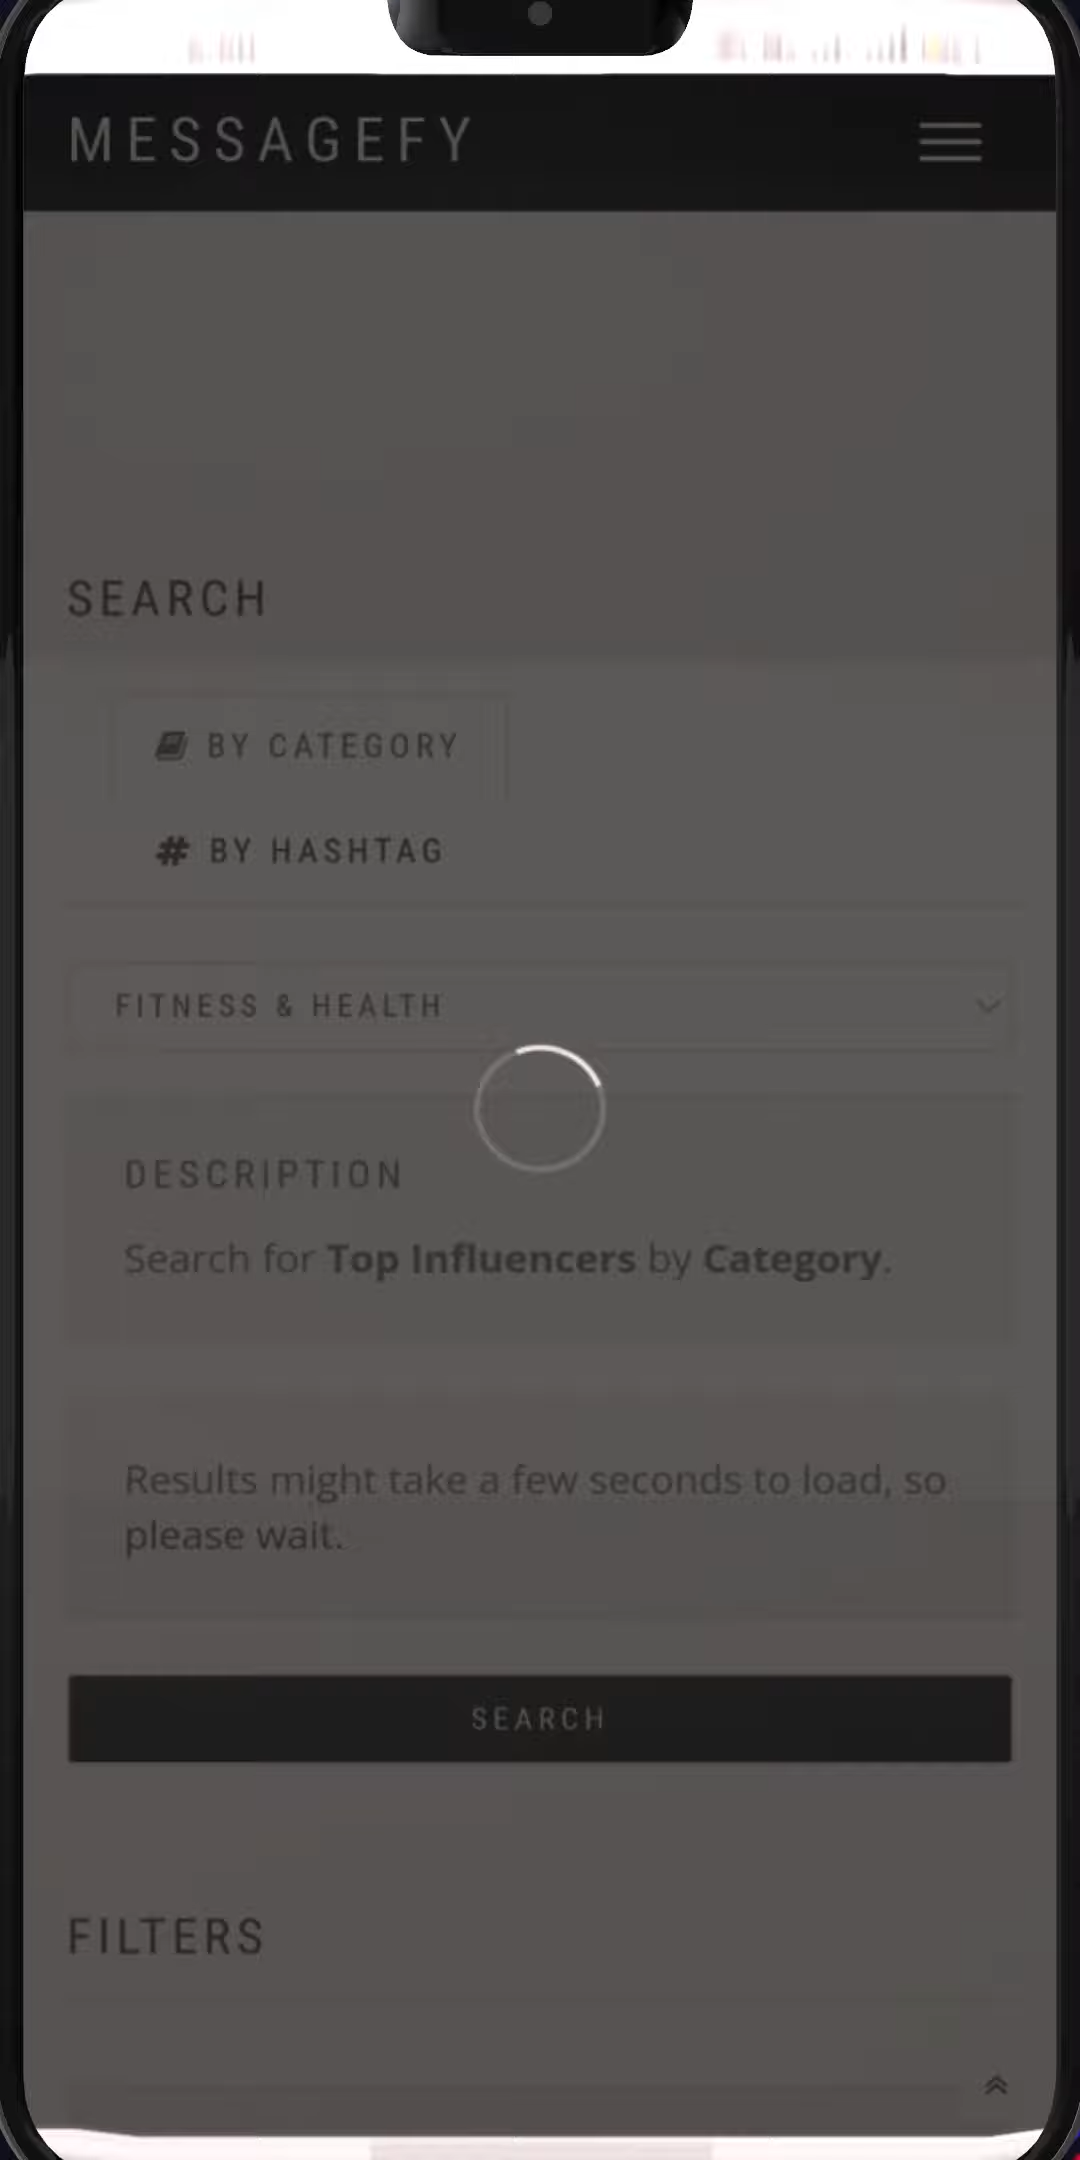 MESSAGEFY
SEARCH
BY CATEGORY
# BY HASHTAG
FITNESS & HEALTH
DESCRIPTION
Search for Top Influencers by Category.
Results might take a few seconds to load, so
please wait.
SEARCH
FILTERS